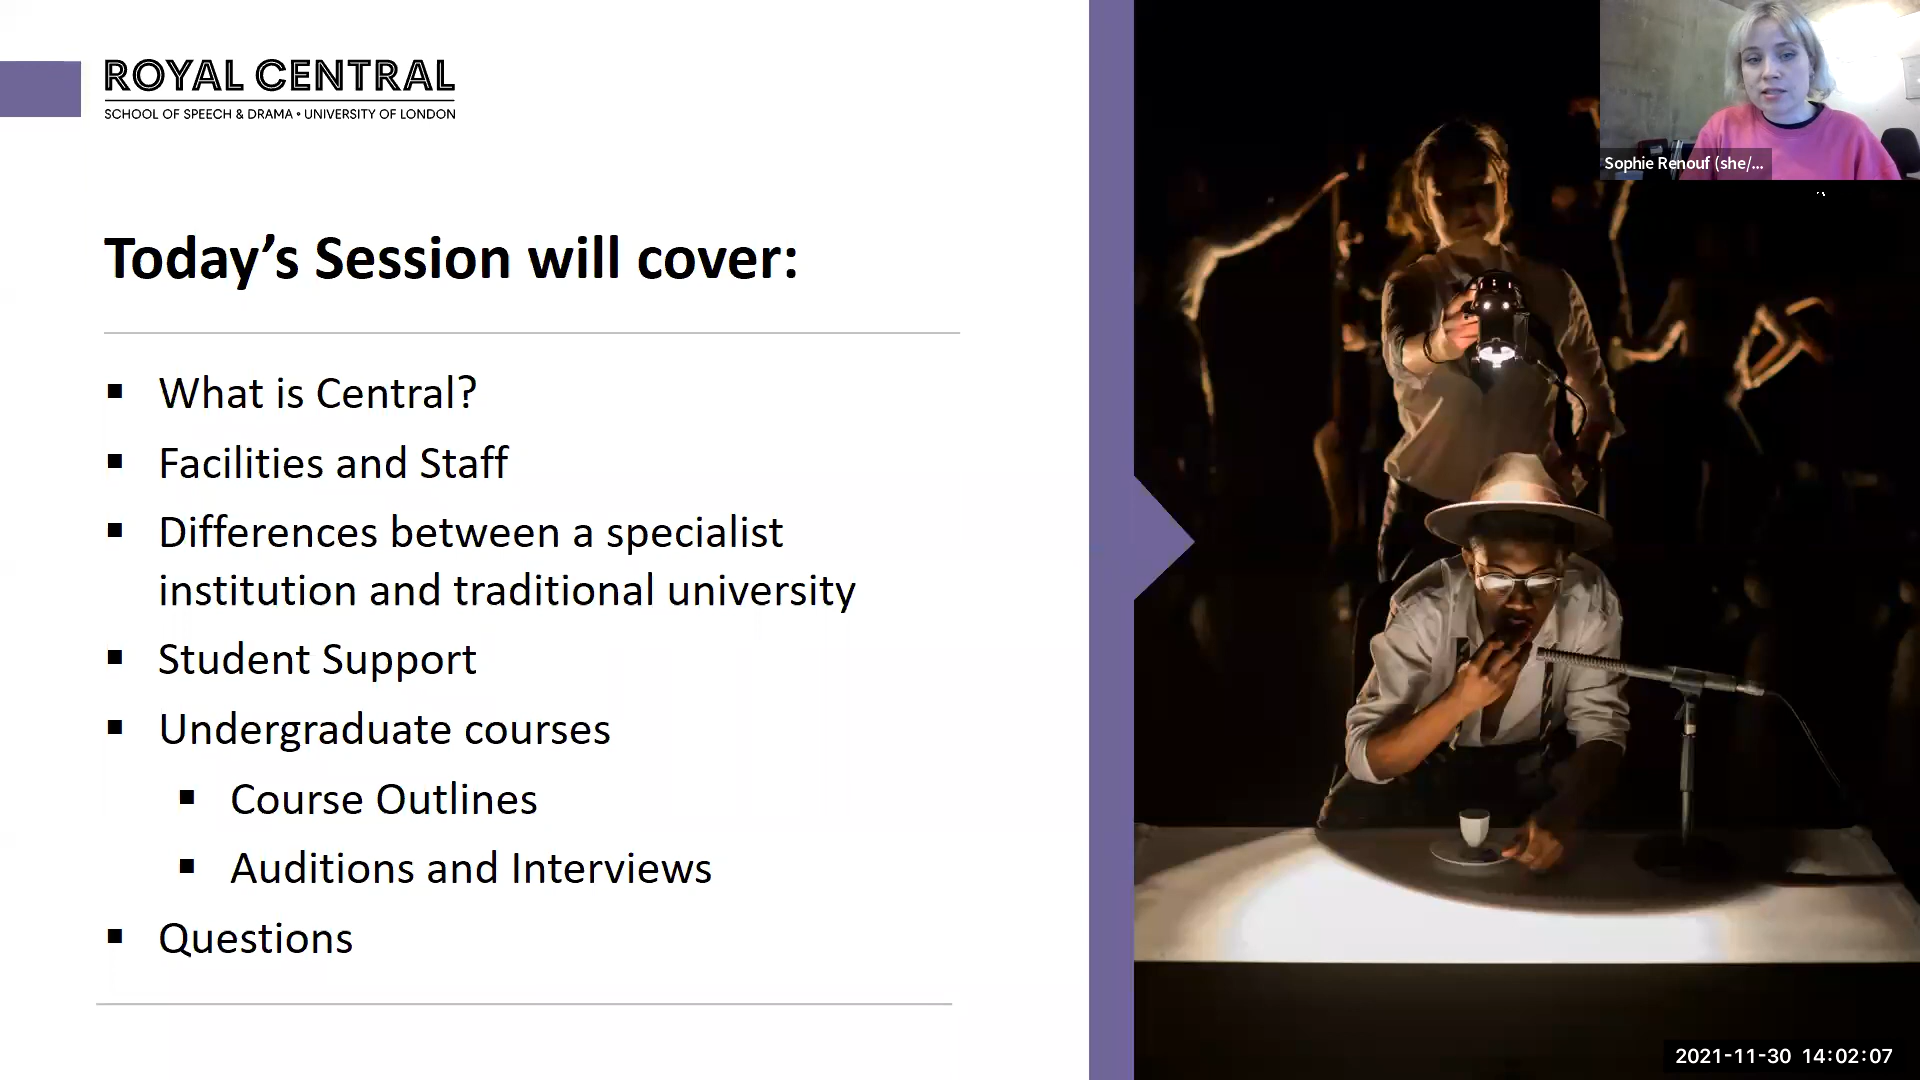 ROYAL CENTRAL
SCHOOL OF SPEECH & DRAMA • UNIVERSITY OF LONDON
Today’s Session will cover:
What is Central?
Facilities and Staff
Differences between a specialist
institution and traditional university
Student Support
Undergraduate courses
Course Outlines
Auditions and Interviews
Questions
Sophie Renouf (she/...
2021-11-30 14:02:07